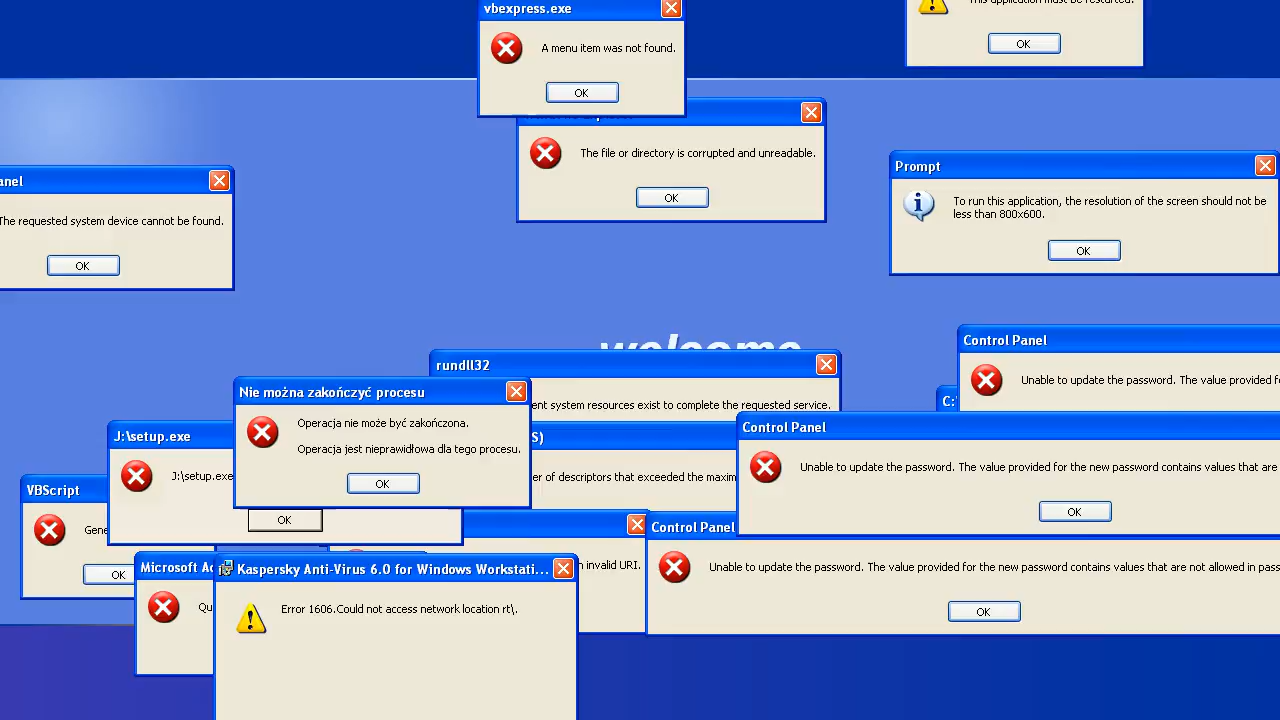 vbexpress.exe
A menu item was not found.
OK
This application must be restarted.
OK
The file or directory is corrupted and unreadable.
OK
anel
The requested system device cannot be found.
OK
Prompt
To run this application, the resolution of the screen should not be
less than 800x600.
OK
welcome
Control Panel
Unable to update the password. The value provided f
rundll32
ent system resources exist to complete the requested service.
C:\
Nie można zakończyć procesu
Operacja nie może być zakończona.
Operacja jest nieprawidłowa dla tego procesu.
OK
Control Panel
Unable to update the password. The value provided for the new password contains values that are
OK
J:\setup.exe
J:\setup.exe
OK
S)
er of descriptors that exceeded the maxim
VBScript
Gene
OK
n invalid URI.
Control Panel
Unable to update the password. The value provided for the new password contains values that are not allowed in pass
OK
Microsoft Ac
Qu
Kaspersky Anti-Virus 6.0 for Windows Workstati...
Error 1606.Could not access network location rt\.